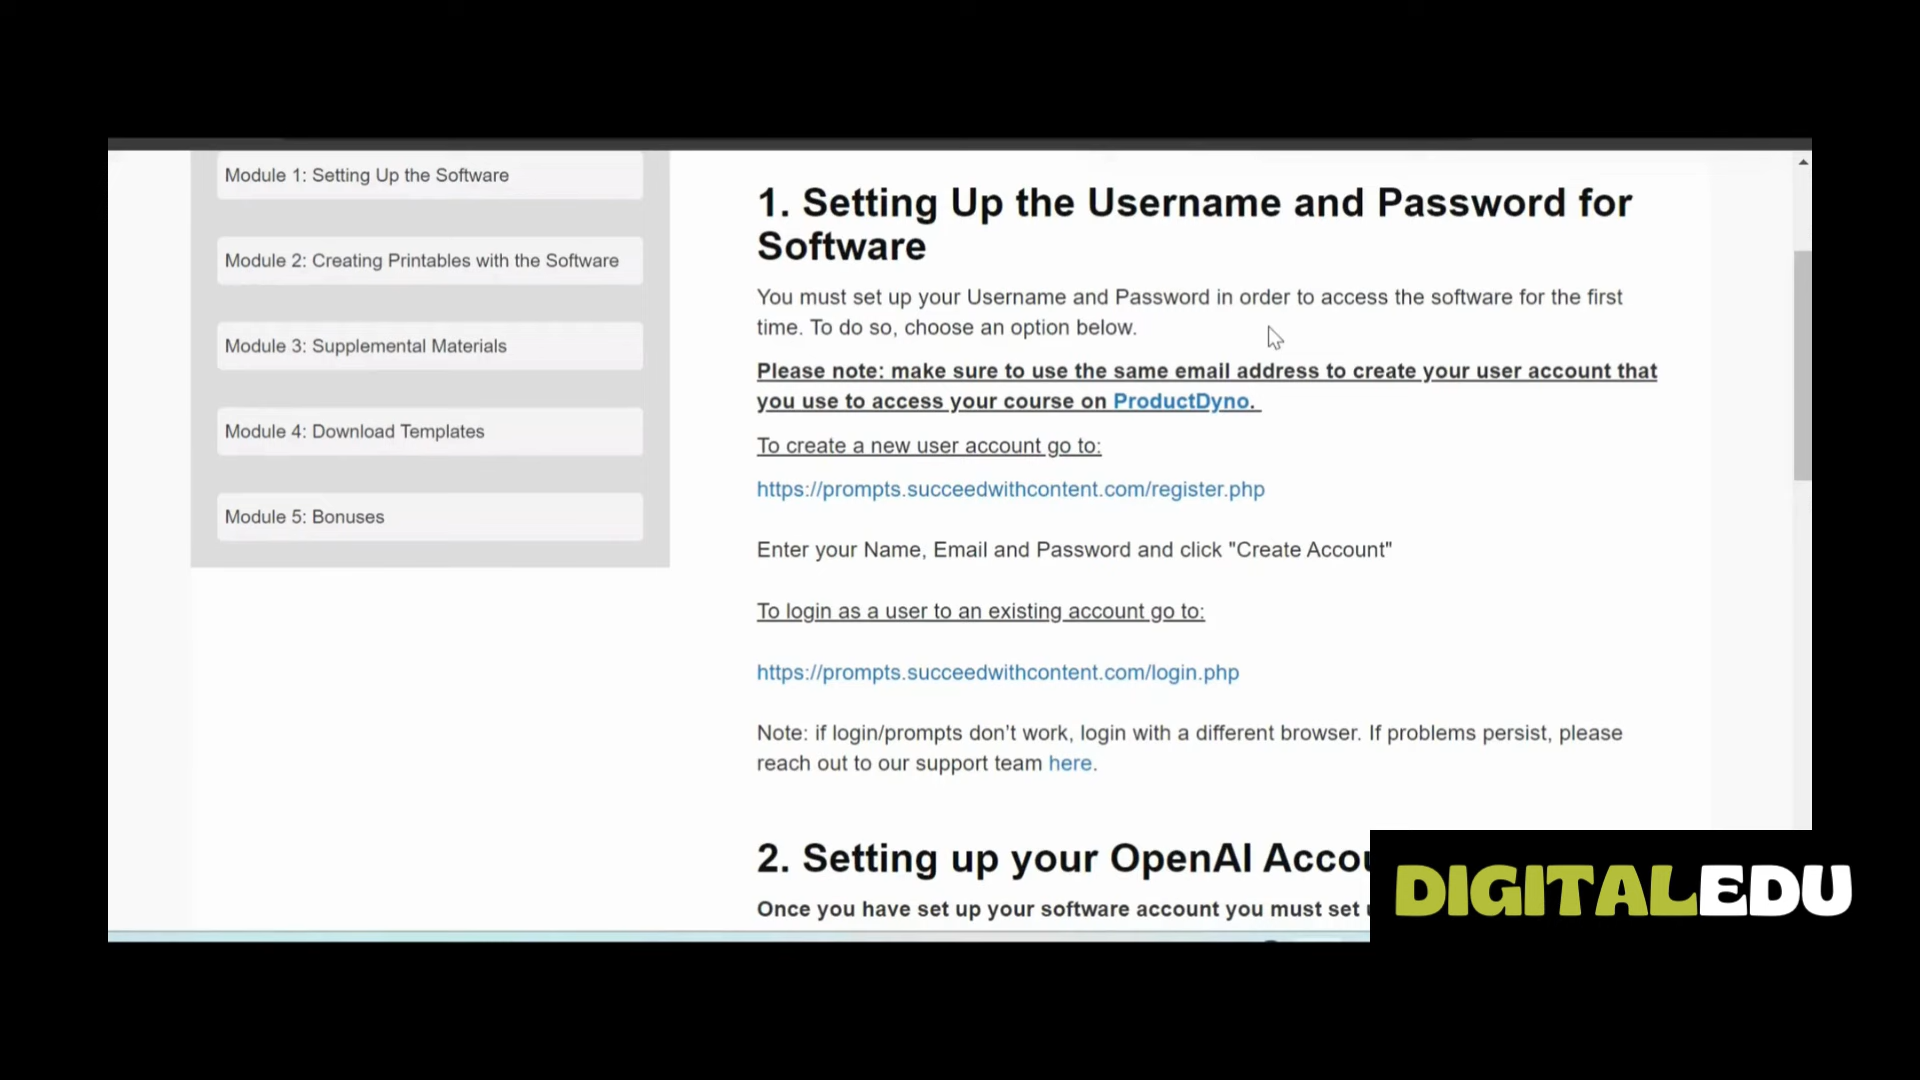 Module 1: Setting Up the Software
Module 2: Creating Printables with the Software
Module 3: Supplemental Materials
Module 4: Download Templates
Module 5: Bonuses
1. Setting Up the Username and Password for
Software
You must set up your Username and Password in order to access the software for the first
time. To do so, choose an option below.
Please note: make sure to use the same email address to create your user account that
you use to access your course on ProductDyno.
To create a new user account go to:
https://prompts.succeedwithcontent.com/register.php
Enter your Name, Email and Password and click "Create Account"
To login as a user to an existing account go to:
https://prompts.succeedwithcontent.com/login.php
Note: if login/prompts don’t work, login with a different browser. If problems persist, please
reach out to our support team here.
2. Setting up your OpenAI Accou
Once you have set up your software account you must set
DIGITALEDU